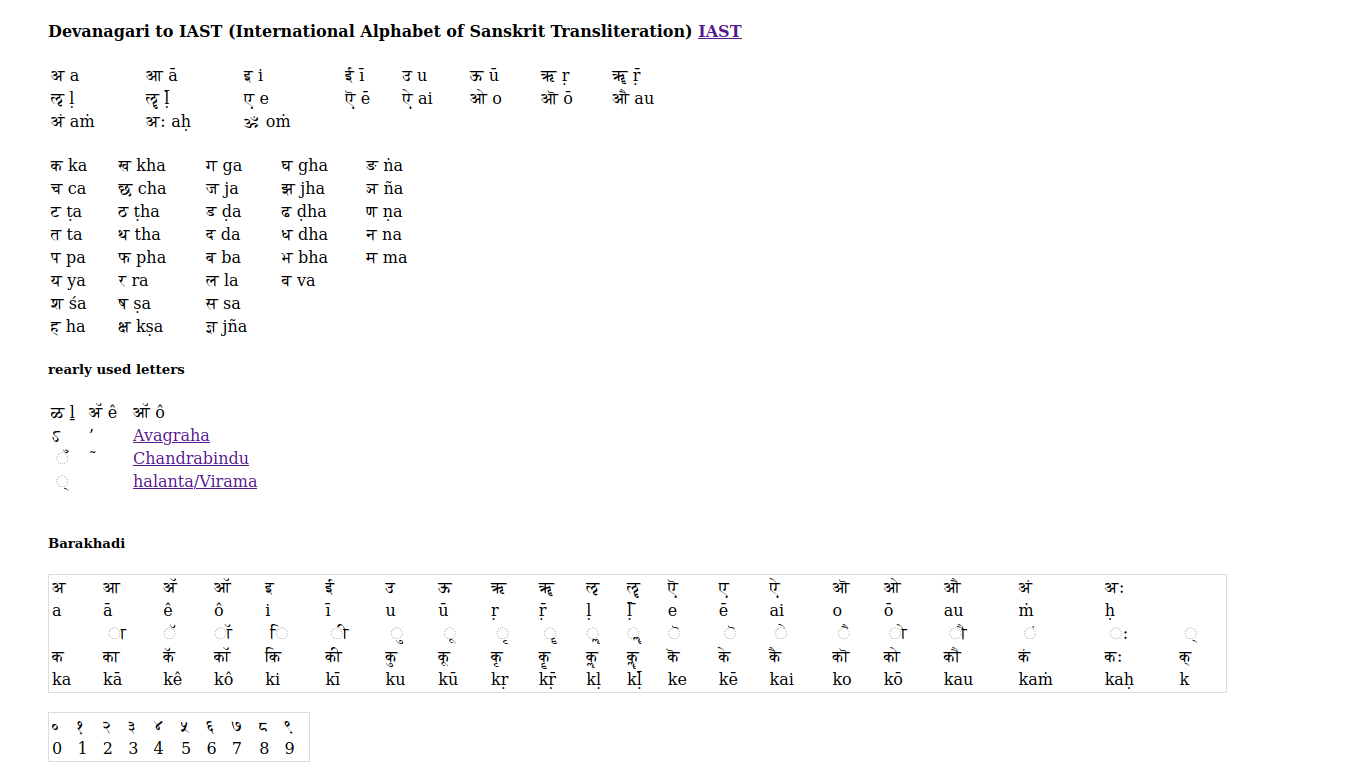 Devanagari to IAST (International Alphabet of Sanskrit Transliteration) IAST
अ a आ ā इ i ई ī उ u ऊ ū ऋ ṛ ॠ ṝ
ऌ ḷ ॡ ḹ ए e ऎ ē ऐ ai ओ o ऒ ō औ au
अं aṁ अः aḥ ॐ oṁ
क ka ख kha ग ga घ gha ङ ṅa
च ca छ cha ज ja झ jha ञ ña
ट ṭa ठ ṭha ड ḍa ढ ḍha ण ṇa
त ta थ tha द da ध dha न na
प pa फ pha ब ba भ bha म ma
य ya र ra ल la व va
श śa ष ṣa स sa
ह ha क्ष kṣa ज्ञ jña
rearly used letters
ळ ḻ ॲ ê ऑ ô
ऽ ’ Avagraha
ँ ˜ Chandrabindu
् halanta/Virama
Barakhadi
अ आ ॲ ऑ इ ई उ ऊ ऋ ॠ ऌ ॡ ऎ ए ऐ ऒ ओ औ अं अः
a ā ê ô i ī u ū ṛ ṝ ḷ ḹ e ē ai o ō au ṁ ḥ
ा ॅ ॉ ि ी ु ू ृ ॄ ॢ ॣ ॆ ॆ े ै ो ौ ं ः ्
क का कॅ कॉ कि की कु कू कृ कॄ कॢ कॣ कॆ के कै कॊ को कौ कं कः क्
ka kā kê kô ki kī ku kū kṛ kṝ kḷ kḹ ke kē kai ko kō kau kaṁ kaḥ k
० १ २ ३ ४ ५ ६ ७ ८ ९
0 1 2 3 4 5 6 7 8 9